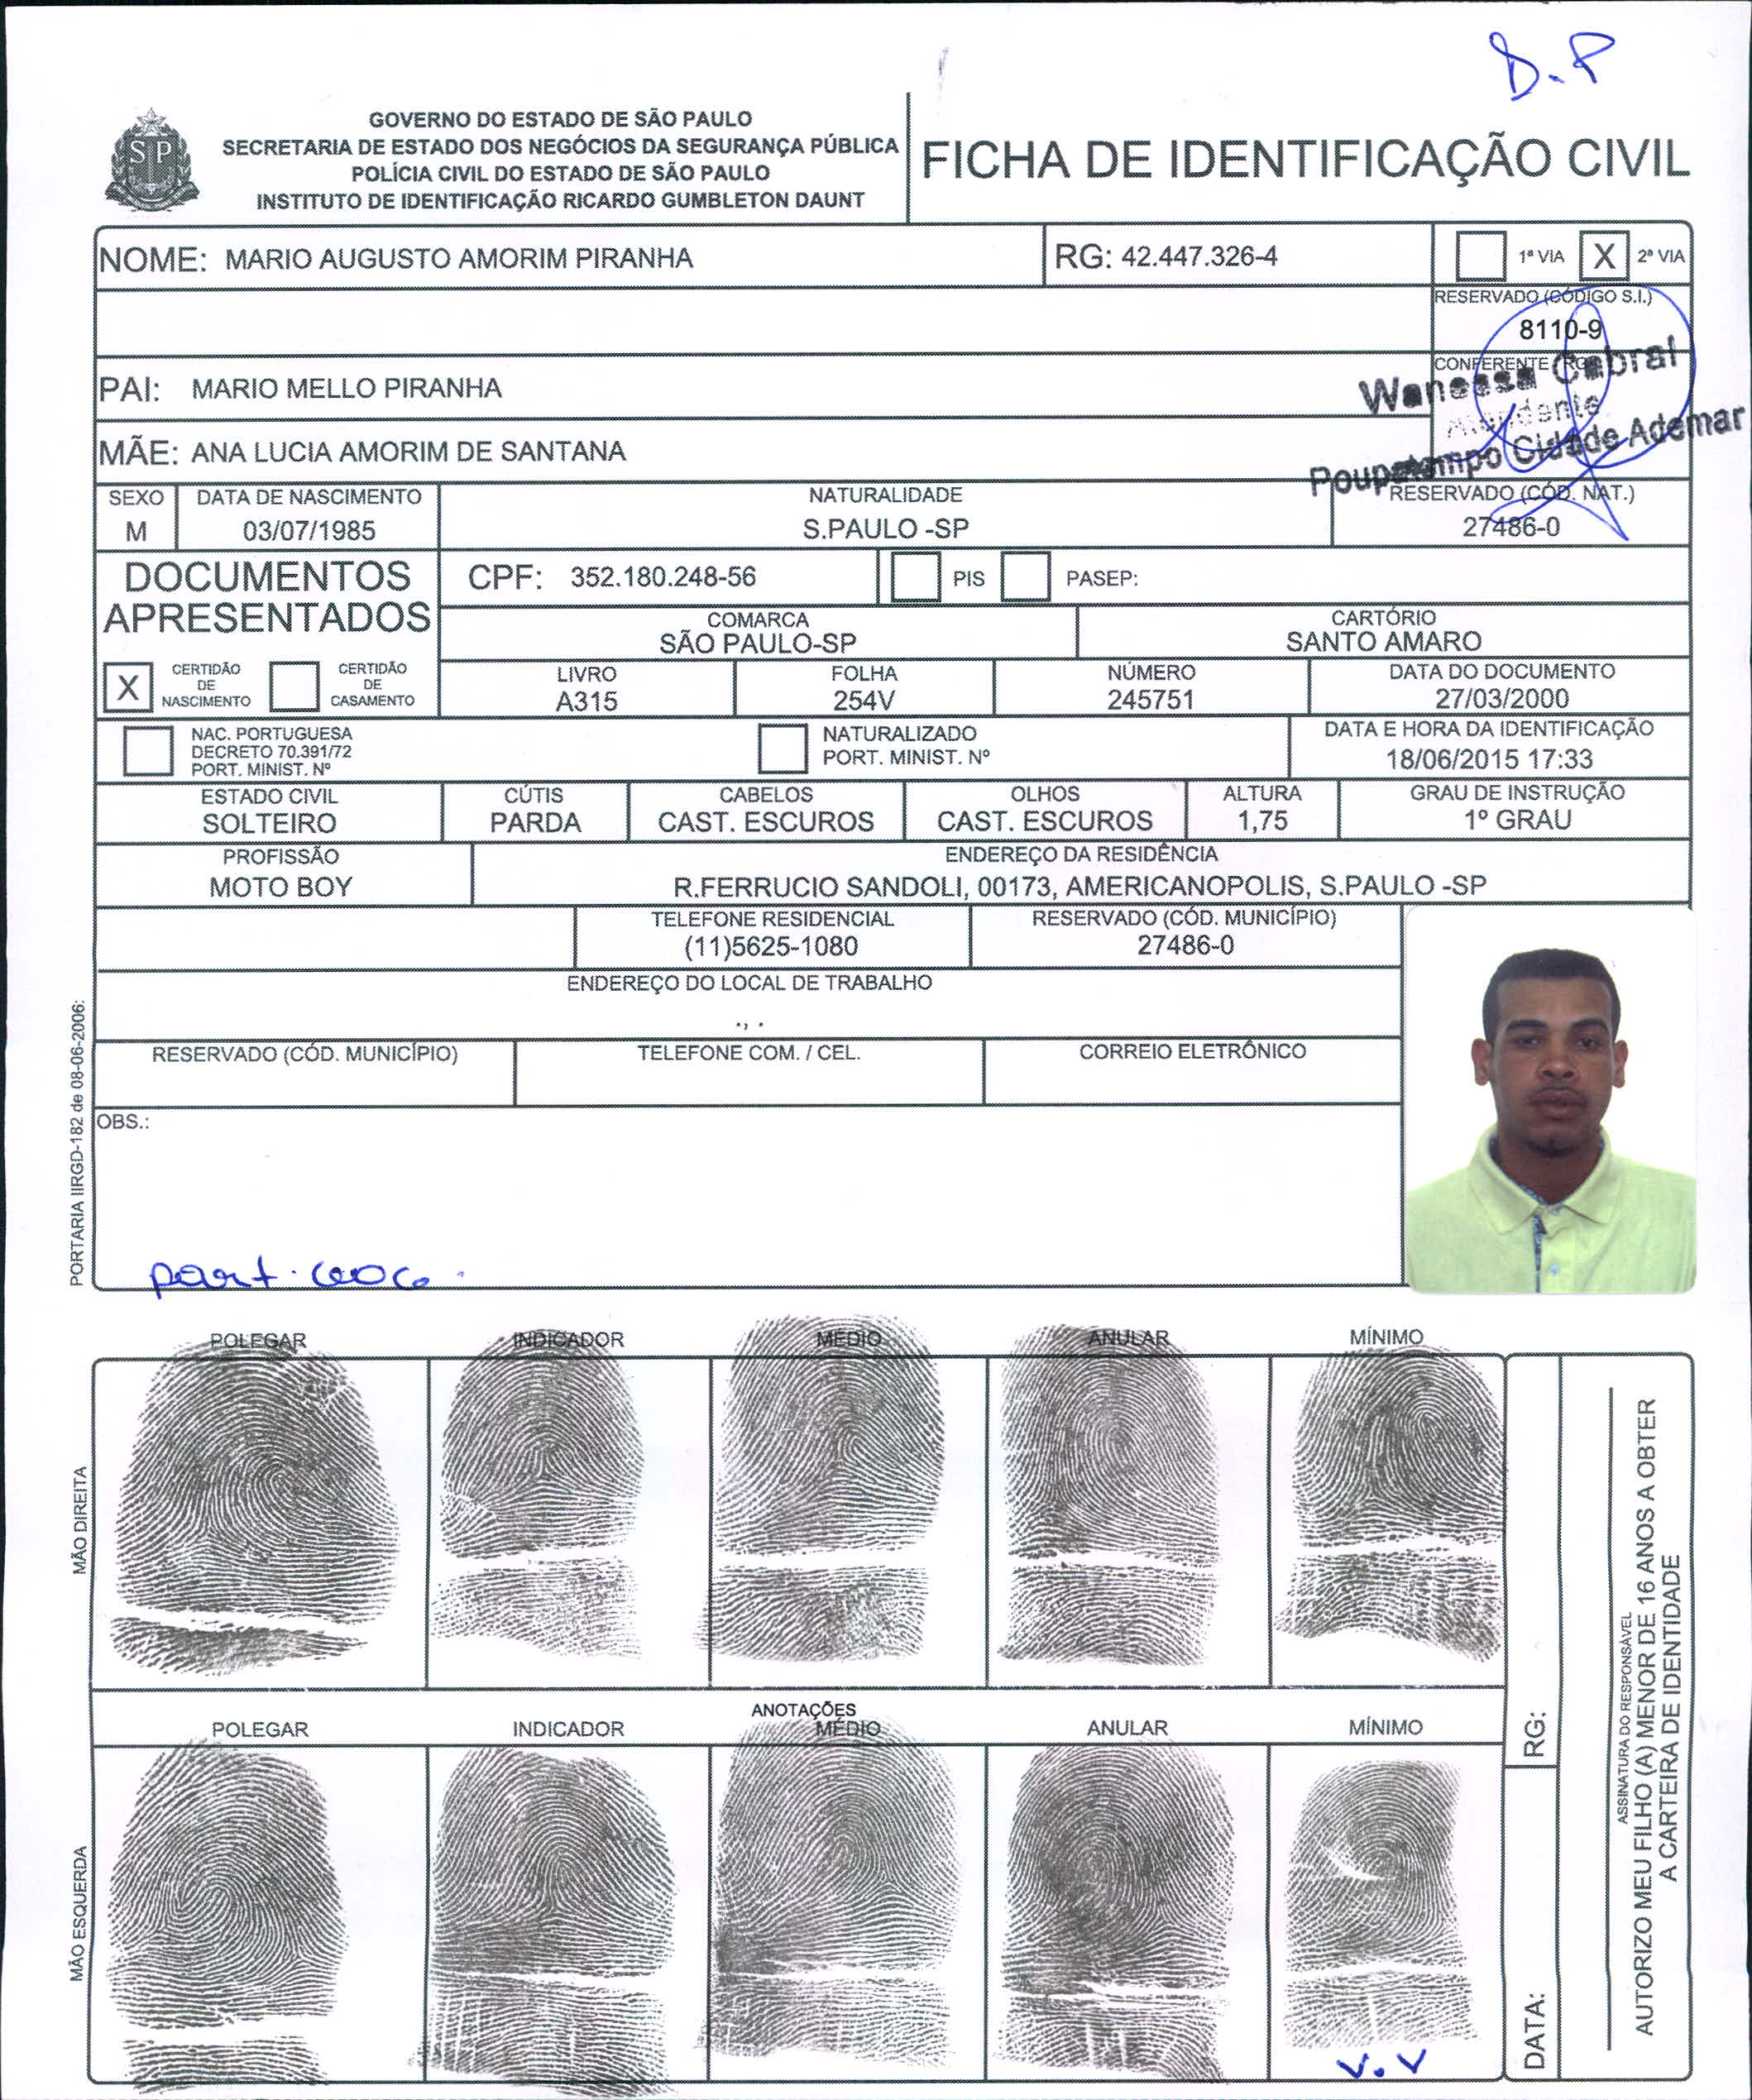 D.P
GOVERNO DO ESTADO DE SÃO PAULO
SECRETARIA DE ESTADO DOS NEGÓCIOS DA SEGURANÇA PÚBLICA
POLÍCIA CIVIL DO ESTADO DE SÃO PAULO
INSTITUTO DE IDENTIFICAÇÃO RICARDO GUMBLETON DAUNT
SP
FICHA DE IDENTIFICAÇÃO CIVIL
NOME: MARIO AUGUSTO AMORIM PIRANHA
RG: 42.447.326-4
1ª VIA X 2ª VIA
RESERVADO (CÓDIGO S.I.)
8110-9
PAI: MARIO MELLO PIRANHA
CONFERENTE RG
Wanessa Cabral
Atendente
Poupatempo Cidade Ademar
MÃE: ANA LUCIA AMORIM DE SANTANA
SEXO
M
DATA DE NASCIMENTO
03/07/1985
NATURALIDADE
S.PAULO -SP
RESERVADO (CÓD. NAT.)
27486-0
DOCUMENTOS
APRESENTADOS
CPF: 352.180.248-56
PIS
PASEP:
COMARCA
SÃO PAULO-SP
CARTÓRIO
SANTO AMARO
X
CERTIDÃO
DE
NASCIMENTO
CERTIDÃO
DE
CASAMENTO
LIVRO
A315
FOLHA
254V
NÚMERO
245751
DATA DO DOCUMENTO
27/03/2000
NAC. PORTUGUESA
DECRETO 70.391/72
PORT. MINIST. Nº
NATURALIZADO
PORT. MINIST. Nº
DATA E HORA DA IDENTIFICAÇÃO
18/06/2015 17:33
ESTADO CIVIL
SOLTEIRO
CÚTIS
PARDA
CABELOS
CAST. ESCUROS
OLHOS
CAST. ESCUROS
ALTURA
1,75
GRAU DE INSTRUÇÃO
1º GRAU
PROFISSÃO
MOTO BOY
ENDEREÇO DA RESIDÊNCIA
R.FERRUCIO SANDOLI, 00173, AMERICANOPOLIS, S.PAULO -SP
TELEFONE RESIDENCIAL
(11)5625-1080
RESERVADO (CÓD. MUNICÍPIO)
27486-0
ENDEREÇO DO LOCAL DE TRABALHO
., .
RESERVADO (CÓD. MUNICÍPIO)
TELEFONE COM. / CEL.
CORREIO ELETRÔNICO
OBS.:
part.
PORTARIA IIRGD-182 de 08-06-2006:
POLEGAR
INDICADOR
MÉDIO
ANULAR
MÍNIMO
MÃO DIREITA
ANOTAÇÕES
POLEGAR
INDICADOR
MÉDIO
ANULAR
MÍNIMO
MÃO ESQUERDA
V.V
RG:
DATA:
ASSINATURA DO RESPONSÁVEL
AUTORIZO MEU FILHO (A) MENOR DE 16 ANOS A OBTER
A CARTEIRA DE IDENTIDADE